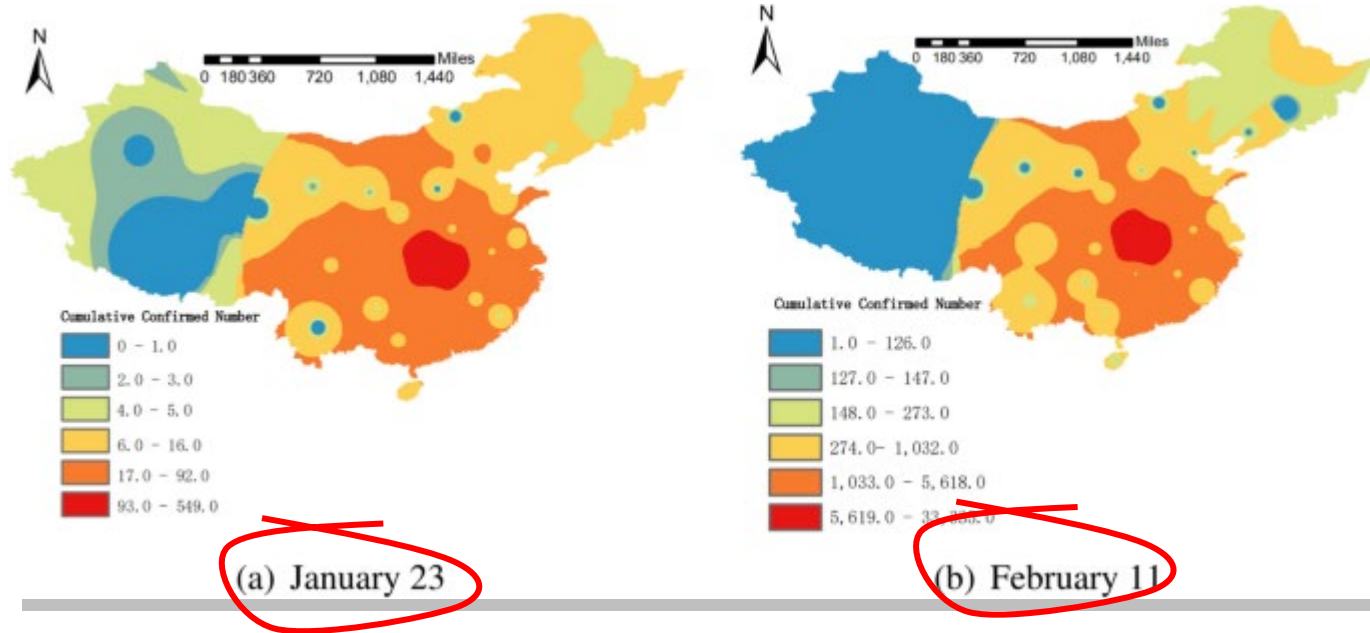 N
Miles
0 180 360 720 1,080 1,440
Cumulative Confirmed Number
0 - 1.0
2.0 - 3.0
4.0 - 5.0
6.0 - 16.0
17.0 - 92.0
93.0 - 549.0
(a) January 23
N
Miles
0 180 360 720 1,080 1,440
Cumulative Confirmed Number
1.0 - 126.0
127.0 - 147.0
148.0 - 273.0
274.0- 1,032.0
1,033.0 - 5,618.0
5,619.0 -
(b) February 11